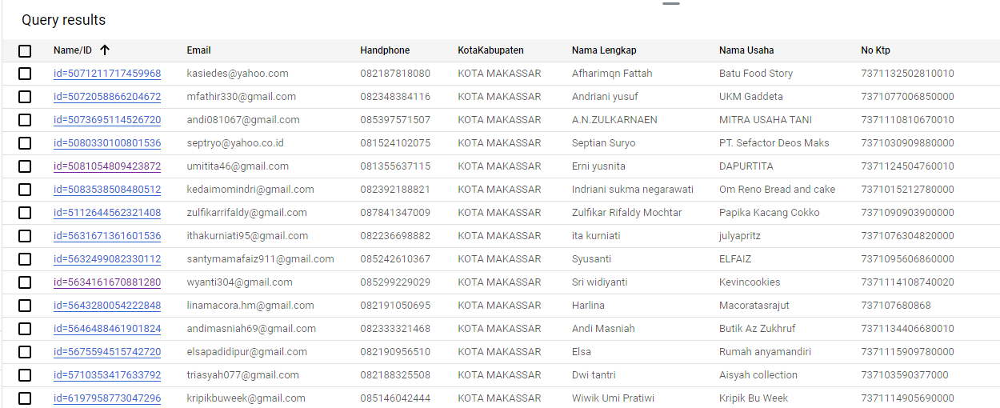 Query results
Name/ID Email Handphone KotaKabupaten Nama Lengkap Nama Usaha No Ktp
id=5071211717459968 kasiedes@yahoo.com 082187818080 KOTA MAKASSAR Afharimqn Fattah Batu Food Story 7371132502810010
id=5072058866204672 mfathir330@gmail.com 082348384116 KOTA MAKASSAR Andriani yusuf UKM Gaddeta 7371077006850000
id=5073695114526720 andi081067@gmail.com 085397571507 KOTA MAKASSAR A.N.ZULKARNAEN MITRA USAHA TANI 7371110810670010
id=5080330100801536 septryo@yahoo.co.id 081524102075 KOTA MAKASSAR Septian Suryo PT. Sefactor Deos Maks 7371030909880000
id=5081054809423872 umitita46@gmail.com 081355637115 KOTA MAKASSAR Erni yusnita DAPURTITA 7371124504760010
id=5083538508480512 kedaimomindri@gmail.com 082392188821 KOTA MAKASSAR Indriani sukma negarawati Om Reno Bread and cake 7371015212780000
id=5112644562321408 zulfikarrifaldy@gmail.com 087841347009 KOTA MAKASSAR Zulfikar Rifaldy Mochtar Papika Kacang Cokko 7371090903900000
id=5631671361601536 ithakurniati95@gmail.com 082236698882 KOTA MAKASSAR ita kurniati julyapritz 7371076304820000
id=5632499082330112 santymamafaiz911@gmail.com 085242610367 KOTA MAKASSAR Syusanti ELFAIZ 7371095606860000
id=5634161670881280 wyanti304@gmail.com 085299229029 KOTA MAKASSAR Sri widiyanti Kevincookies 7371114108740020
id=5643280054222848 linamacora.hm@gmail.com 082191050695 KOTA MAKASSAR Harlina Macoratasrajut 737107680868
id=5646488461901824 andimasniah69@gmail.com 082333321468 KOTA MAKASSAR Andi Masniah Butik Az Zukhruf 7371134406680010
id=5675594515742720 elsapadidipur@gmail.com 082190956510 KOTA MAKASSAR Elsa Rumah anyamandiri 7371115909780000
id=5710353417633792 triasyah077@gmail.com 082188325508 KOTA MAKASSAR Dwi tantri Aisyah collection 737103590377000
id=6197958773047296 kripikbuweek@gmail.com 085146042444 KOTA MAKASSAR Wiwik Umi Pratiwi Kripik Bu Week 7371114905690000